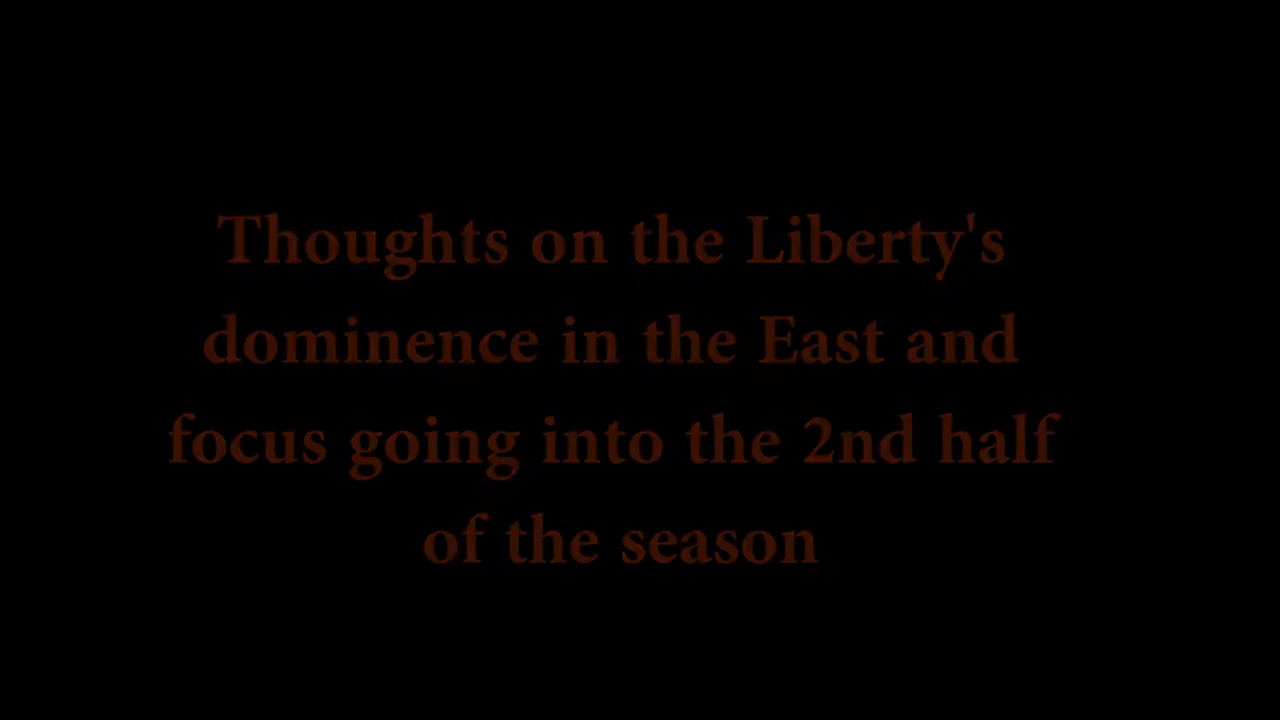 Thoughts on the Liberty's
dominence in the East and
focus going into the 2nd half
of the season